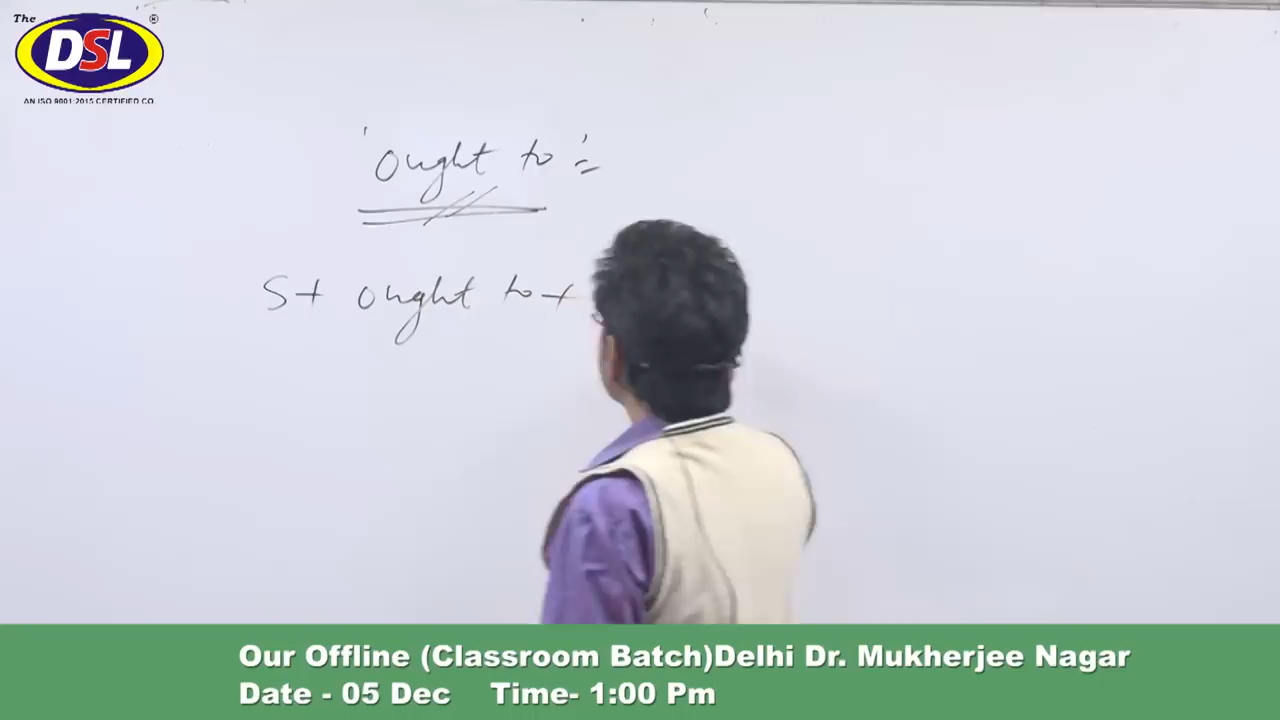 The
DSL
®
AN ISO 9001:2015 CERTIFIED CO.
'ought to'=
S+ ought to +
Our Offline (Classroom Batch)Delhi Dr. Mukherjee Nagar
Date - 05 Dec Time- 1:00 Pm